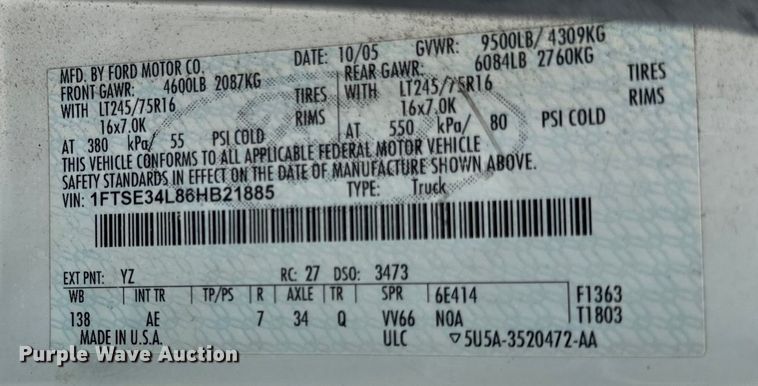 MFD. BY FORD MOTOR CO. DATE: 10/05 GVWR: 9500LB/ 4309KG
FRONT GAWR: 4600LB 2087KG REAR GAWR: 6084LB 2760KG
WITH LT245/75R16 TIRES WITH LT245/75R16 TIRES
16x7.0K RIMS 16x7.0K RIMS
AT 380 kPa/ 55 PSI COLD AT 550 kPa/ 80 PSI COLD
THIS VEHICLE CONFORMS TO ALL APPLICABLE FEDERAL MOTOR VEHICLE
SAFETY STANDARDS IN EFFECT ON THE DATE OF MANUFACTURE SHOWN ABOVE.
VIN: 1FTSE34L86HB21885 TYPE: Truck
EXT PNT: YZ RC: 27 DSO: 3473
WB INT TR TP/PS R AXLE TR SPR 6E414 F1363
138 AE 7 34 Q VV66 NOA T1803
MADE IN U.S.A. ULC ▽5U5A-3520472-AA
Purple Wave Auction